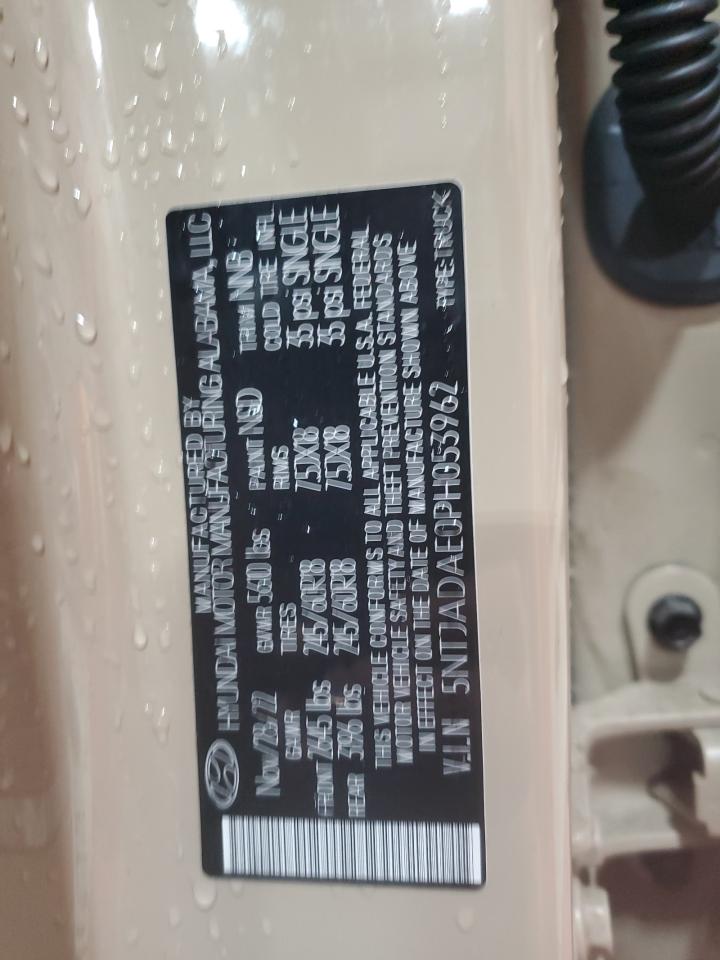 MANUFACTURED BY
HYUNDAI MOTOR MANUFACTURING ALABAMA, LLC
Nov/28/22 GVWR 5610 lbs PAINT NSD TRIM NNB
GAWR TIRES RIMS COLD TIRE INFL
FRONT 2645 lbs 245/60R18 7.5JX18 35 psi SINGLE
REAR 3196 lbs 245/60R18 7.5JX18 35 psi SINGLE
THIS VEHICLE CONFORMS TO ALL APPLICABLE U.S.A. FEDERAL
MOTOR VEHICLE SAFETY AND THEFT PREVENTION STANDARDS
IN EFFECT ON THE DATE OF MANUFACTURE SHOWN ABOVE
V.I.N 5NTJADAE0PH053962 TYPE TRUCK